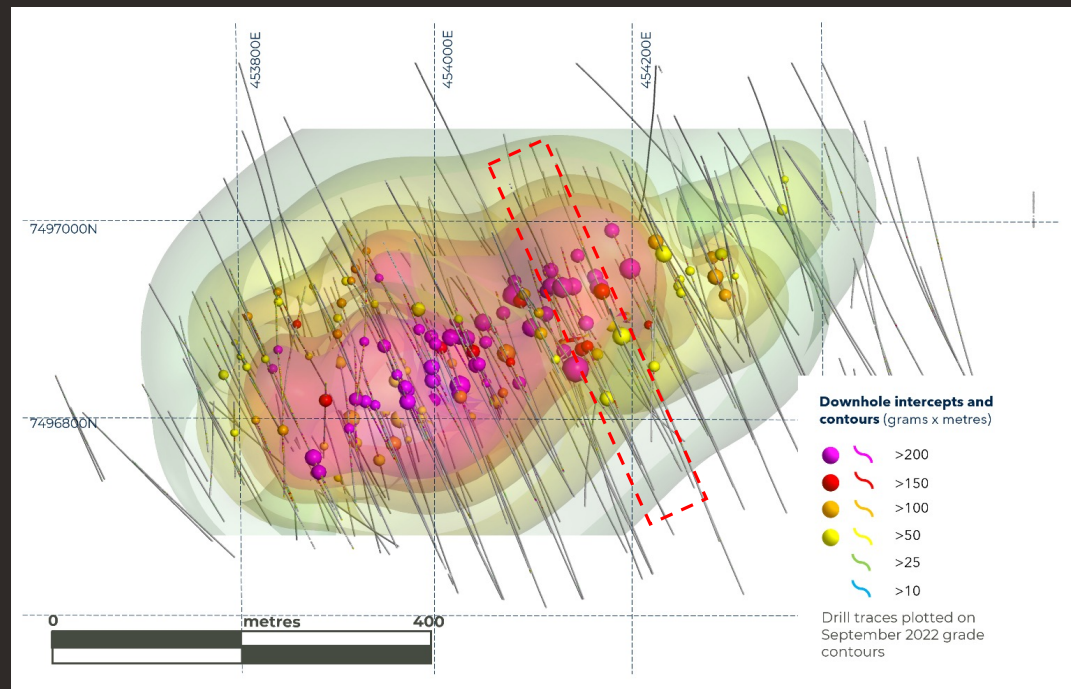 453800E
454000E
454200E
7497000N
7496800N
0 metres 400
Downhole intercepts and
contours (grams x metres)
>200
>150
>100
>50
>25
>10
Drill traces plotted on
September 2022 grade
contours